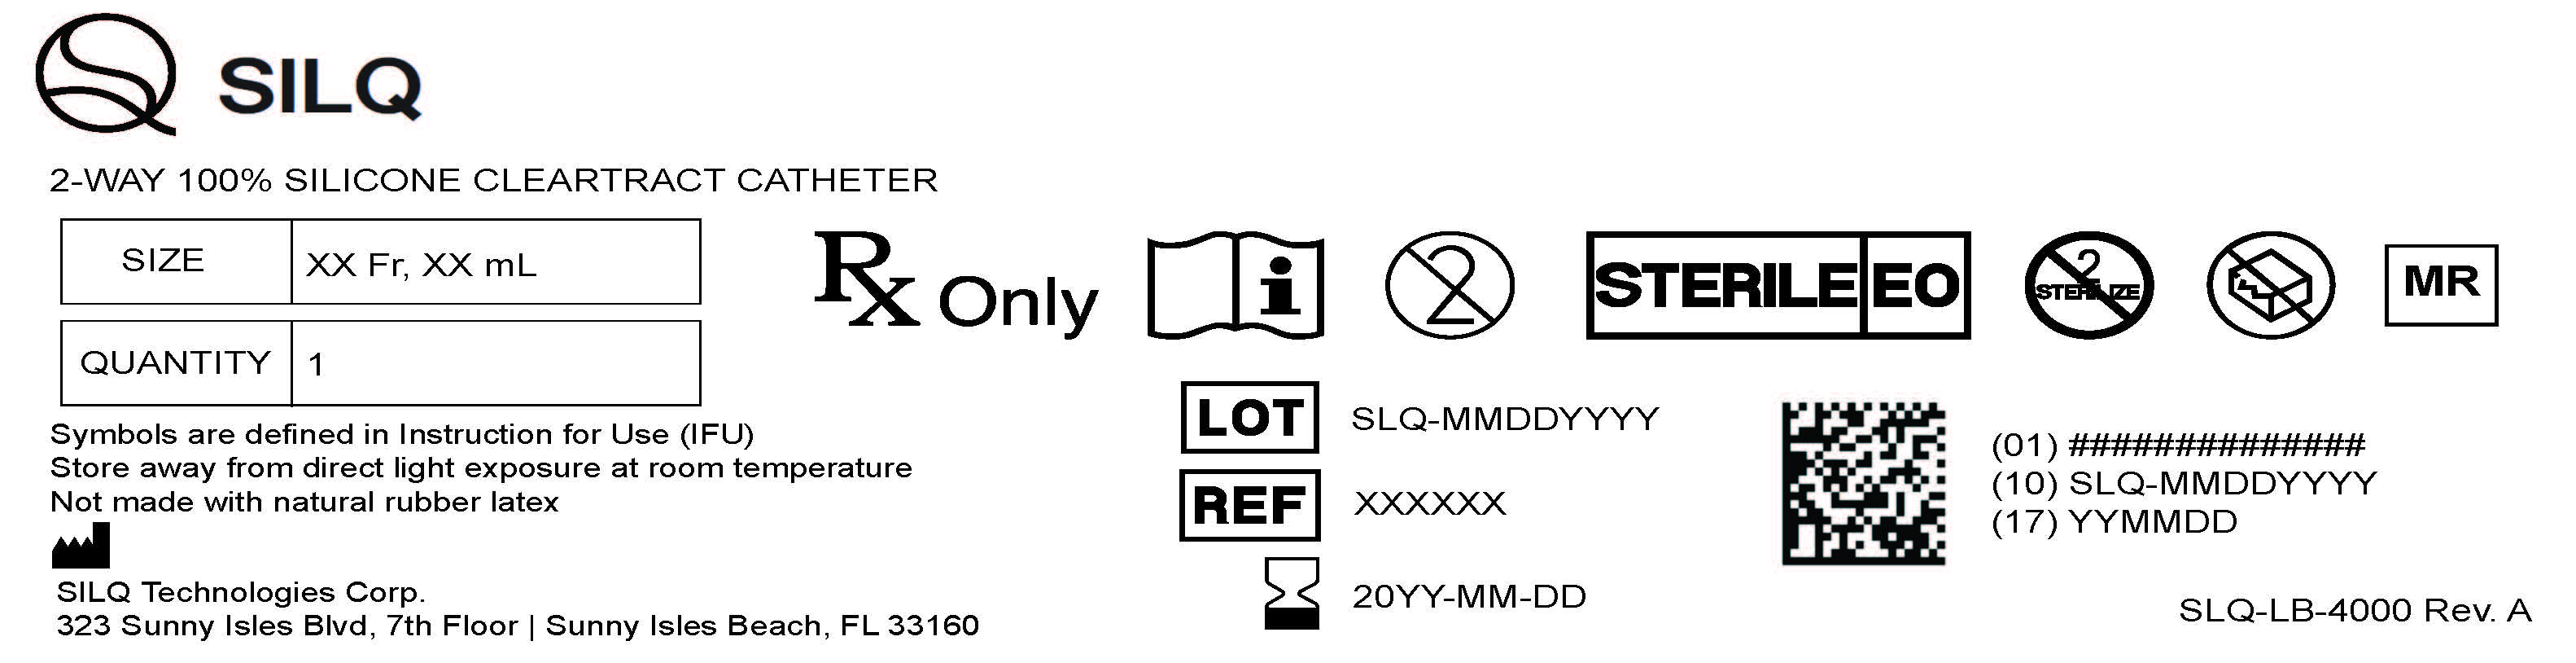 SILQ
2-WAY 100% SILICONE CLEARTRACT CATHETER
SIZE XX Fr, XX mL
QUANTITY 1
Symbols are defined in Instruction for Use (IFU)
Store away from direct light exposure at room temperature
Not made with natural rubber latex
SILQ Technologies Corp.
323 Sunny Isles Blvd, 7th Floor | Sunny Isles Beach, FL 33160
Rx Only
i
2
STERILE EO
2
STERILIZE
MR
LOT SLQ-MMDDYYYY
REF XXXXXX
20YY-MM-DD
(01) ##############
(10) SLQ-MMDDYYYY
(17) YYMMDD
SLQ-LB-4000 Rev. A